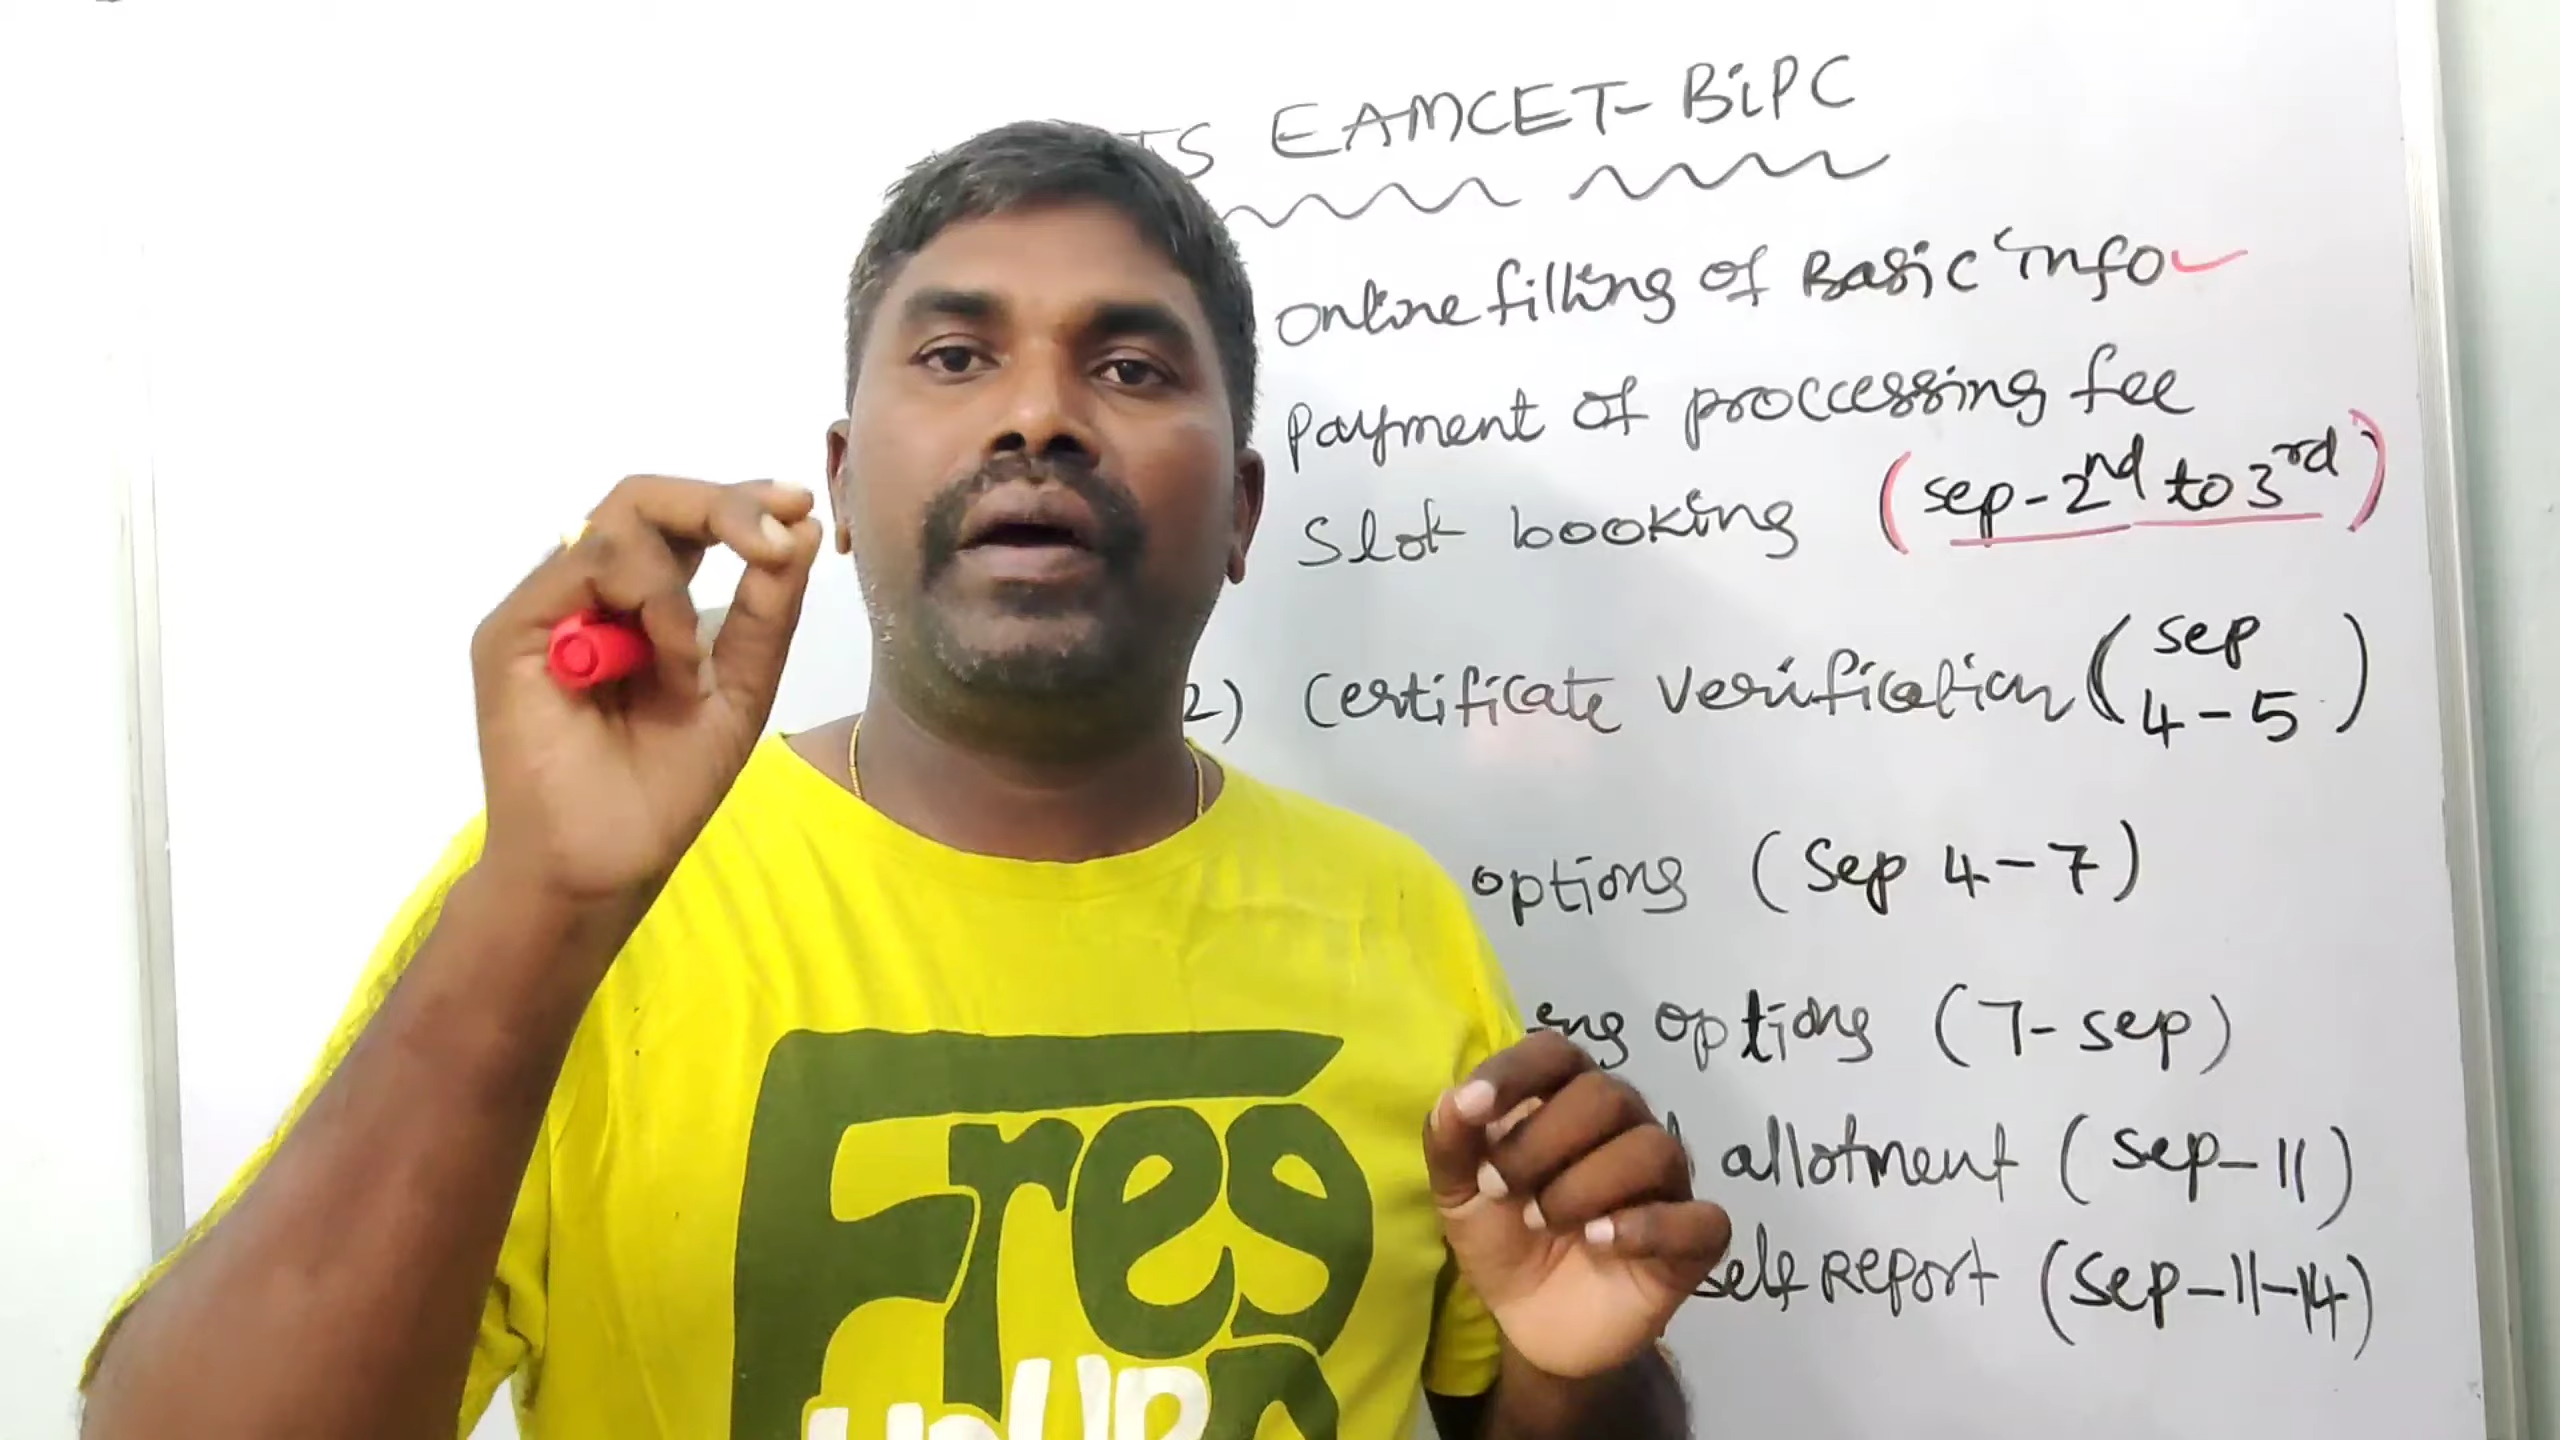 TS EAMCET-BiPC
Online filling of Basic info
payment of proccessing fee
Slot booking (sep-2nd to 3rd)
2) Certificate verification (sep 4-5)
options (Sep 4-7)
options (7-sep)
allotment (Sep-11)
self Report (Sep-11-14)
Freg